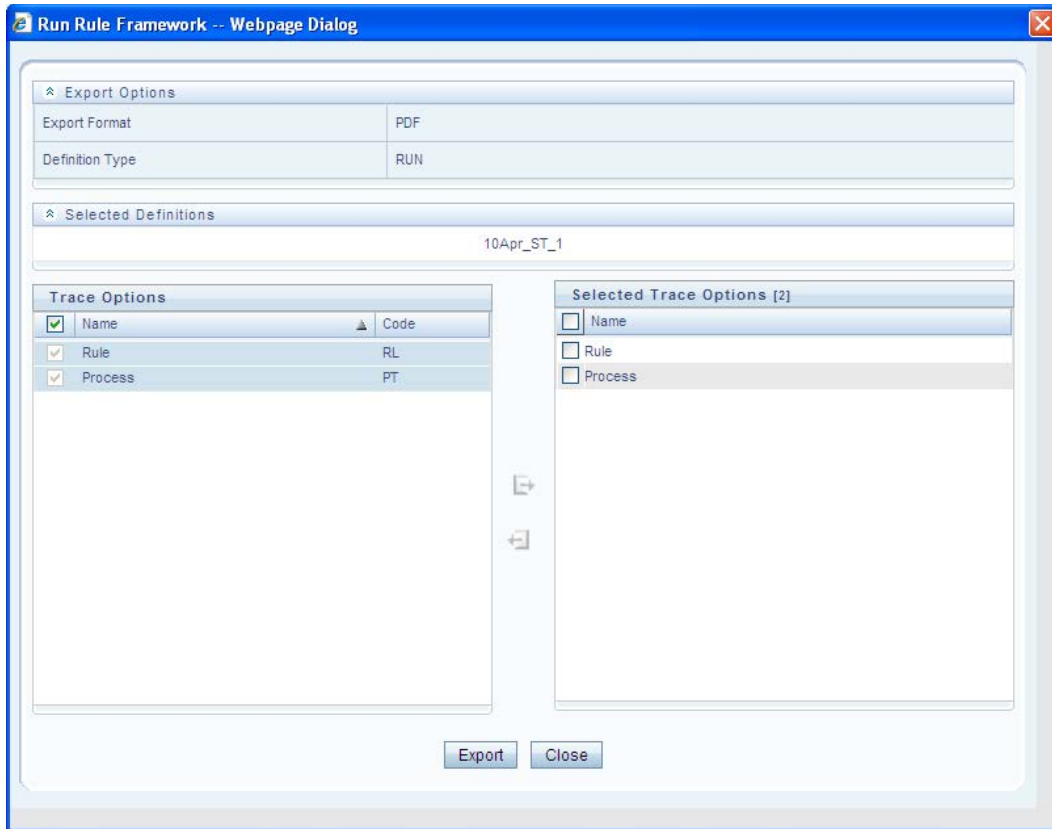 Run Rule Framework -- Webpage Dialog
Export Options
Export Format PDF
Definition Type RUN
Selected Definitions
10Apr_ST_1
Trace Options
Name Code
Rule RL
Process PT
Selected Trace Options [2]
Name
Rule
Process
Export Close